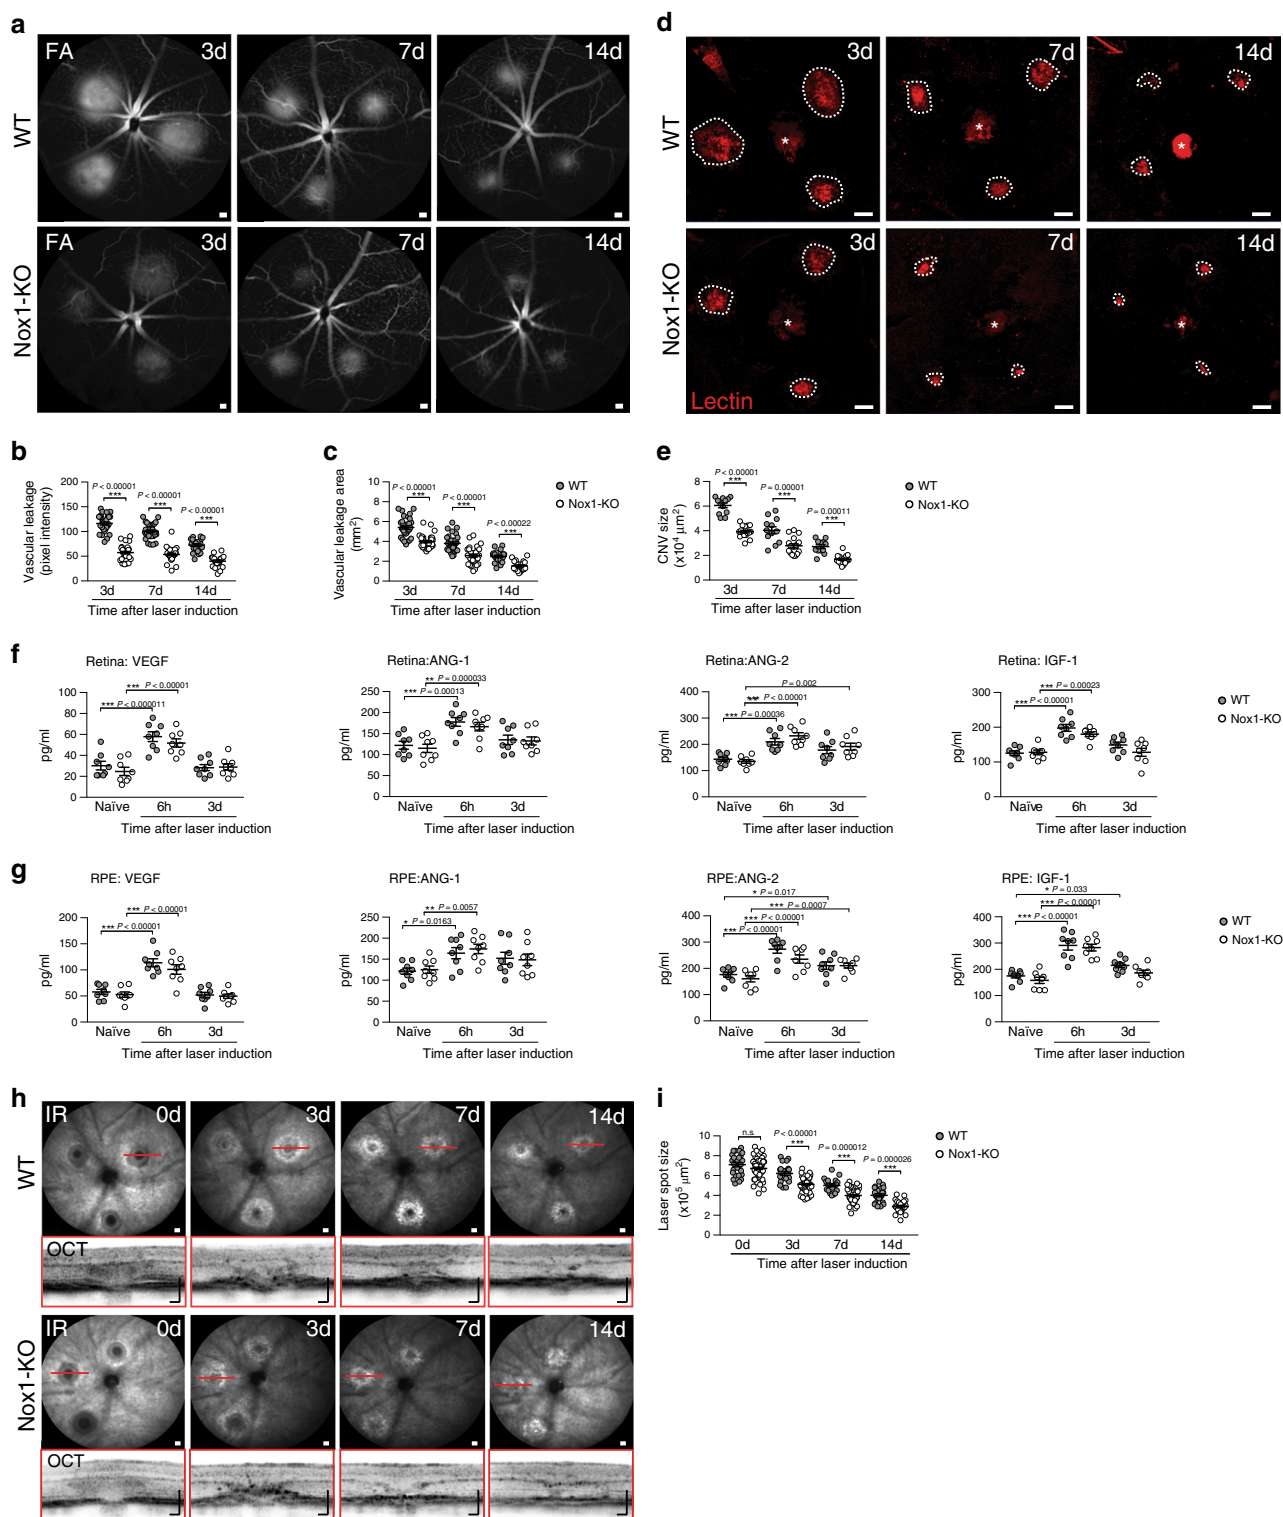 a
FA 3d
7d
14d
WT
FA 3d
7d
14d
Nox1-KO
d
3d
7d
14d
WT
*
*
*
3d
7d
14d
Nox1-KO
*
*
*
Lectin
b
Vascular leakage
(pixel intensity)
200
150
100
50
0
P < 0.00001
***
P < 0.00001
***
P < 0.00001
***
3d 7d 14d
Time after laser induction
c
Vascular leakage area
(mm²)
10
8
6
4
2
0
P < 0.00001
***
P < 0.00001
***
P < 0.00022
***
3d 7d 14d
Time after laser induction
WT
Nox1-KO
e
CNV size
(x10⁴ μm²)
8
6
4
2
0
P < 0.00001
***
P = 0.00001
***
P = 0.00011
***
3d 7d 14d
Time after laser induction
WT
Nox1-KO
f
Retina: VEGF
pg/ml
100
80
60
40
20
0
*** P < 0.00001
*** P < 0.000011
Naïve 6h 3d
Time after laser induction
Retina:ANG-1
pg/ml
250
200
150
100
50
0
** P = 0.000033
*** P = 0.00013
Naïve 6h 3d
Time after laser induction
Retina:ANG-2
pg/ml
400
300
200
100
0
P = 0.002
*** P < 0.00001
*** P = 0.00036
Naïve 6h 3d
Time after laser induction
Retina: IGF-1
pg/ml
300
200
100
0
*** P = 0.00023
*** P < 0.00001
Naïve 6h 3d
Time after laser induction
WT
Nox1-KO
g
RPE: VEGF
pg/ml
200
150
100
50
0
*** P < 0.00001
*** P < 0.00001
Naïve 6h 3d
Time after laser induction
RPE:ANG-1
pg/ml
250
200
150
100
50
0
** P = 0.0057
* P = 0.0163
Naïve 6h 3d
Time after laser induction
RPE:ANG-2
pg/ml
400
300
200
100
0
* P = 0.017
*** P = 0.0007
*** P < 0.00001
*** P < 0.00001
Naïve 6h 3d
Time after laser induction
RPE: IGF-1
pg/ml
400
300
200
100
0
* P = 0.033
*** P < 0.00001
*** P < 0.00001
Naïve 6h 3d
Time after laser induction
WT
Nox1-KO
h
IR 0d
3d
7d
14d
WT
OCT
IR 0d
3d
7d
14d
Nox1-KO
OCT
i
Laser spot size
(x10⁵ μm²)
10
8
6
4
2
0
n.s.
P < 0.00001
***
P = 0.000012
***
P = 0.000026
***
0d 3d 7d 14d
Time after laser induction
WT
Nox1-KO